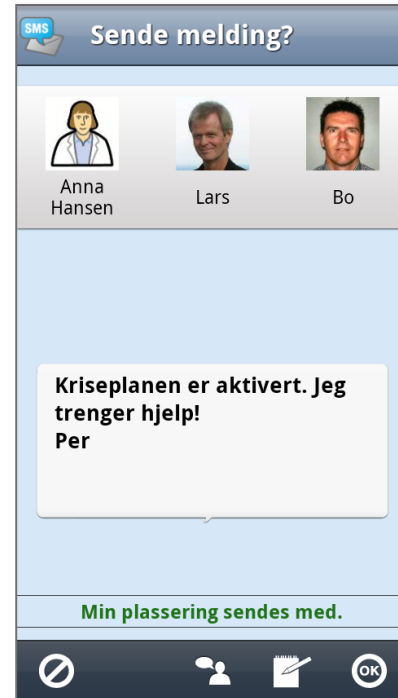 SMS
Sende melding?
Anna
Hansen
Lars
Bo
Kriseplanen er aktivert. Jeg
trenger hjelp!
Per
Min plassering sendes med.
OK